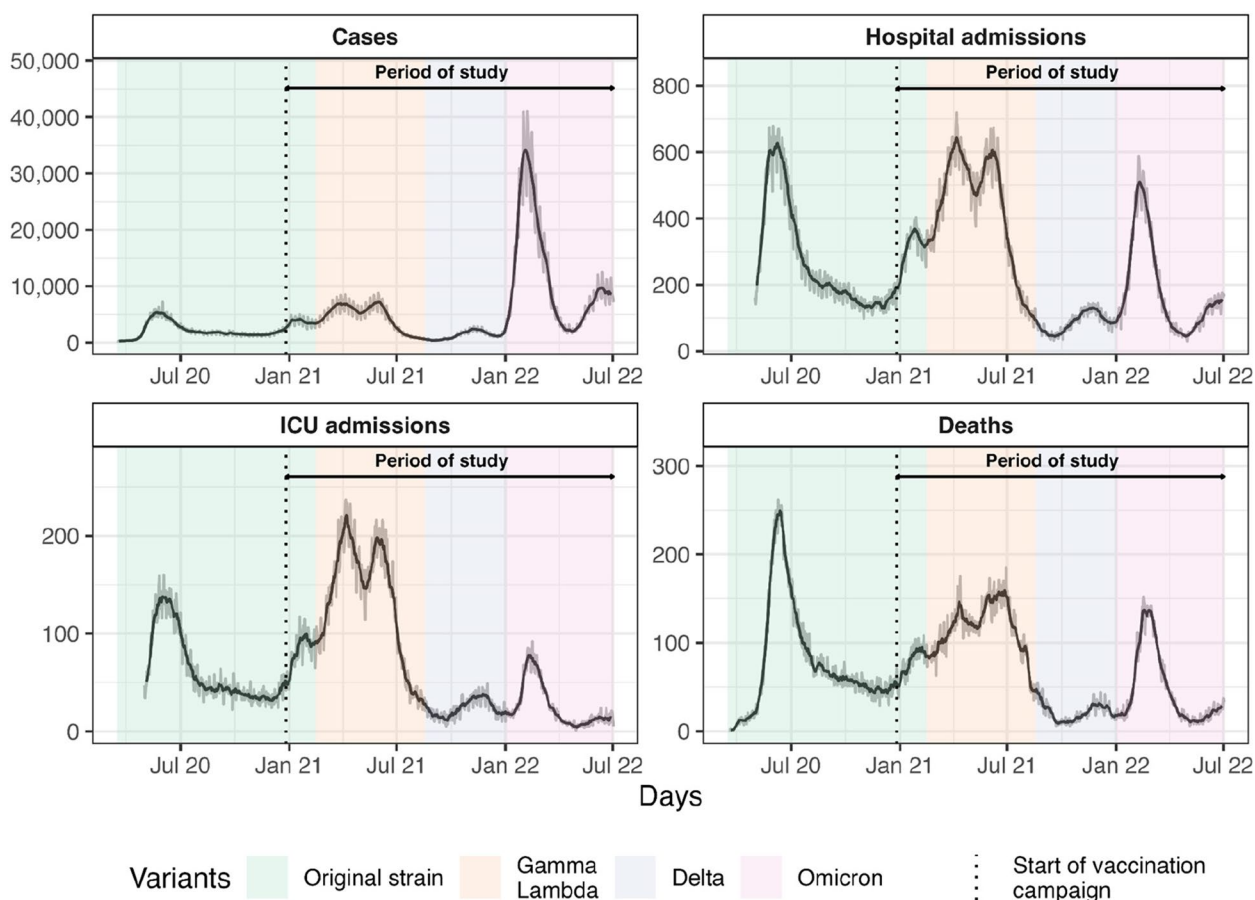 Cases
Period of study
50,000
40,000
30,000
20,000
10,000
0
Jul 20 Jan 21 Jul 21 Jan 22 Jul 22
Hospital admissions
Period of study
800
600
400
200
0
Jul 20 Jan 21 Jul 21 Jan 22 Jul 22
ICU admissions
Period of study
200
100
0
Jul 20 Jan 21 Jul 21 Jan 22 Jul 22
Deaths
Period of study
300
200
100
0
Jul 20 Jan 21 Jul 21 Jan 22 Jul 22
Days
Variants Original strain Gamma Lambda Delta Omicron Start of vaccination campaign